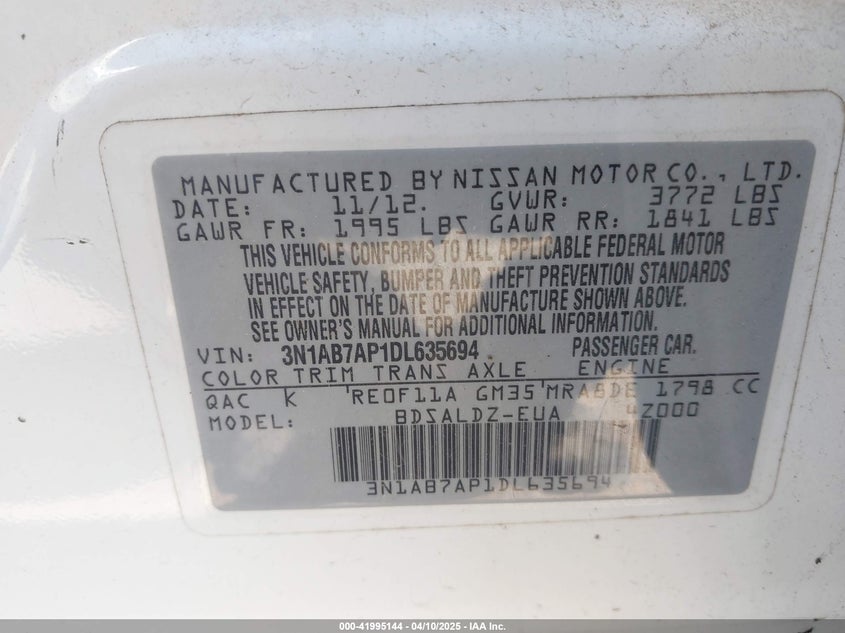 MANUFACTURED BY NISSAN MOTOR CO., LTD.
DATE: 11/12. GVWR: 3772 LBS
GAWR FR: 1995 LBS GAWR RR: 1841 LBS
THIS VEHICLE CONFORMS TO ALL APPLICABLE FEDERAL MOTOR
VEHICLE SAFETY, BUMPER AND THEFT PREVENTION STANDARDS
IN EFFECT ON THE DATE OF MANUFACTURE SHOWN ABOVE.
SEE OWNER'S MANUAL FOR ADDITIONAL INFORMATION.
VIN: 3N1AB7AP1DL635694 PASSENGER CAR.
COLOR TRIM TRANS AXLE ENGINE
QAC K RE0F11A GM35 MRA8DE 1798 CC
MODEL: BDSALDZ-EUA 4Z000
3N1AB7AP1DL635694
000-41995144 - 04/10/2025 - IAA Inc.